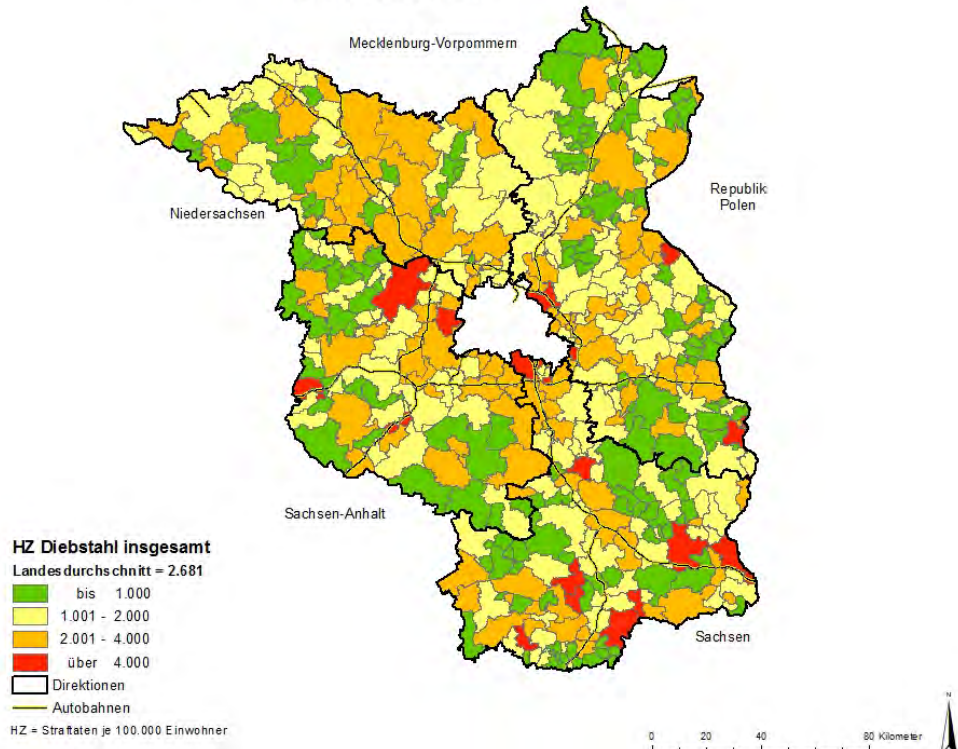 Mecklenburg-Vorpommern
Republik
Polen
Niedersachsen
Sachsen-Anhalt
Sachsen
HZ Diebstahl insgesamt
Landesdurchschnitt = 2.681
bis 1.000
1.001 - 2.000
2.001 - 4.000
über 4.000
Direktionen
Autobahnen
HZ = Straftaten je 100.000 Einwohner
N
0 20 40 80 Kilometer